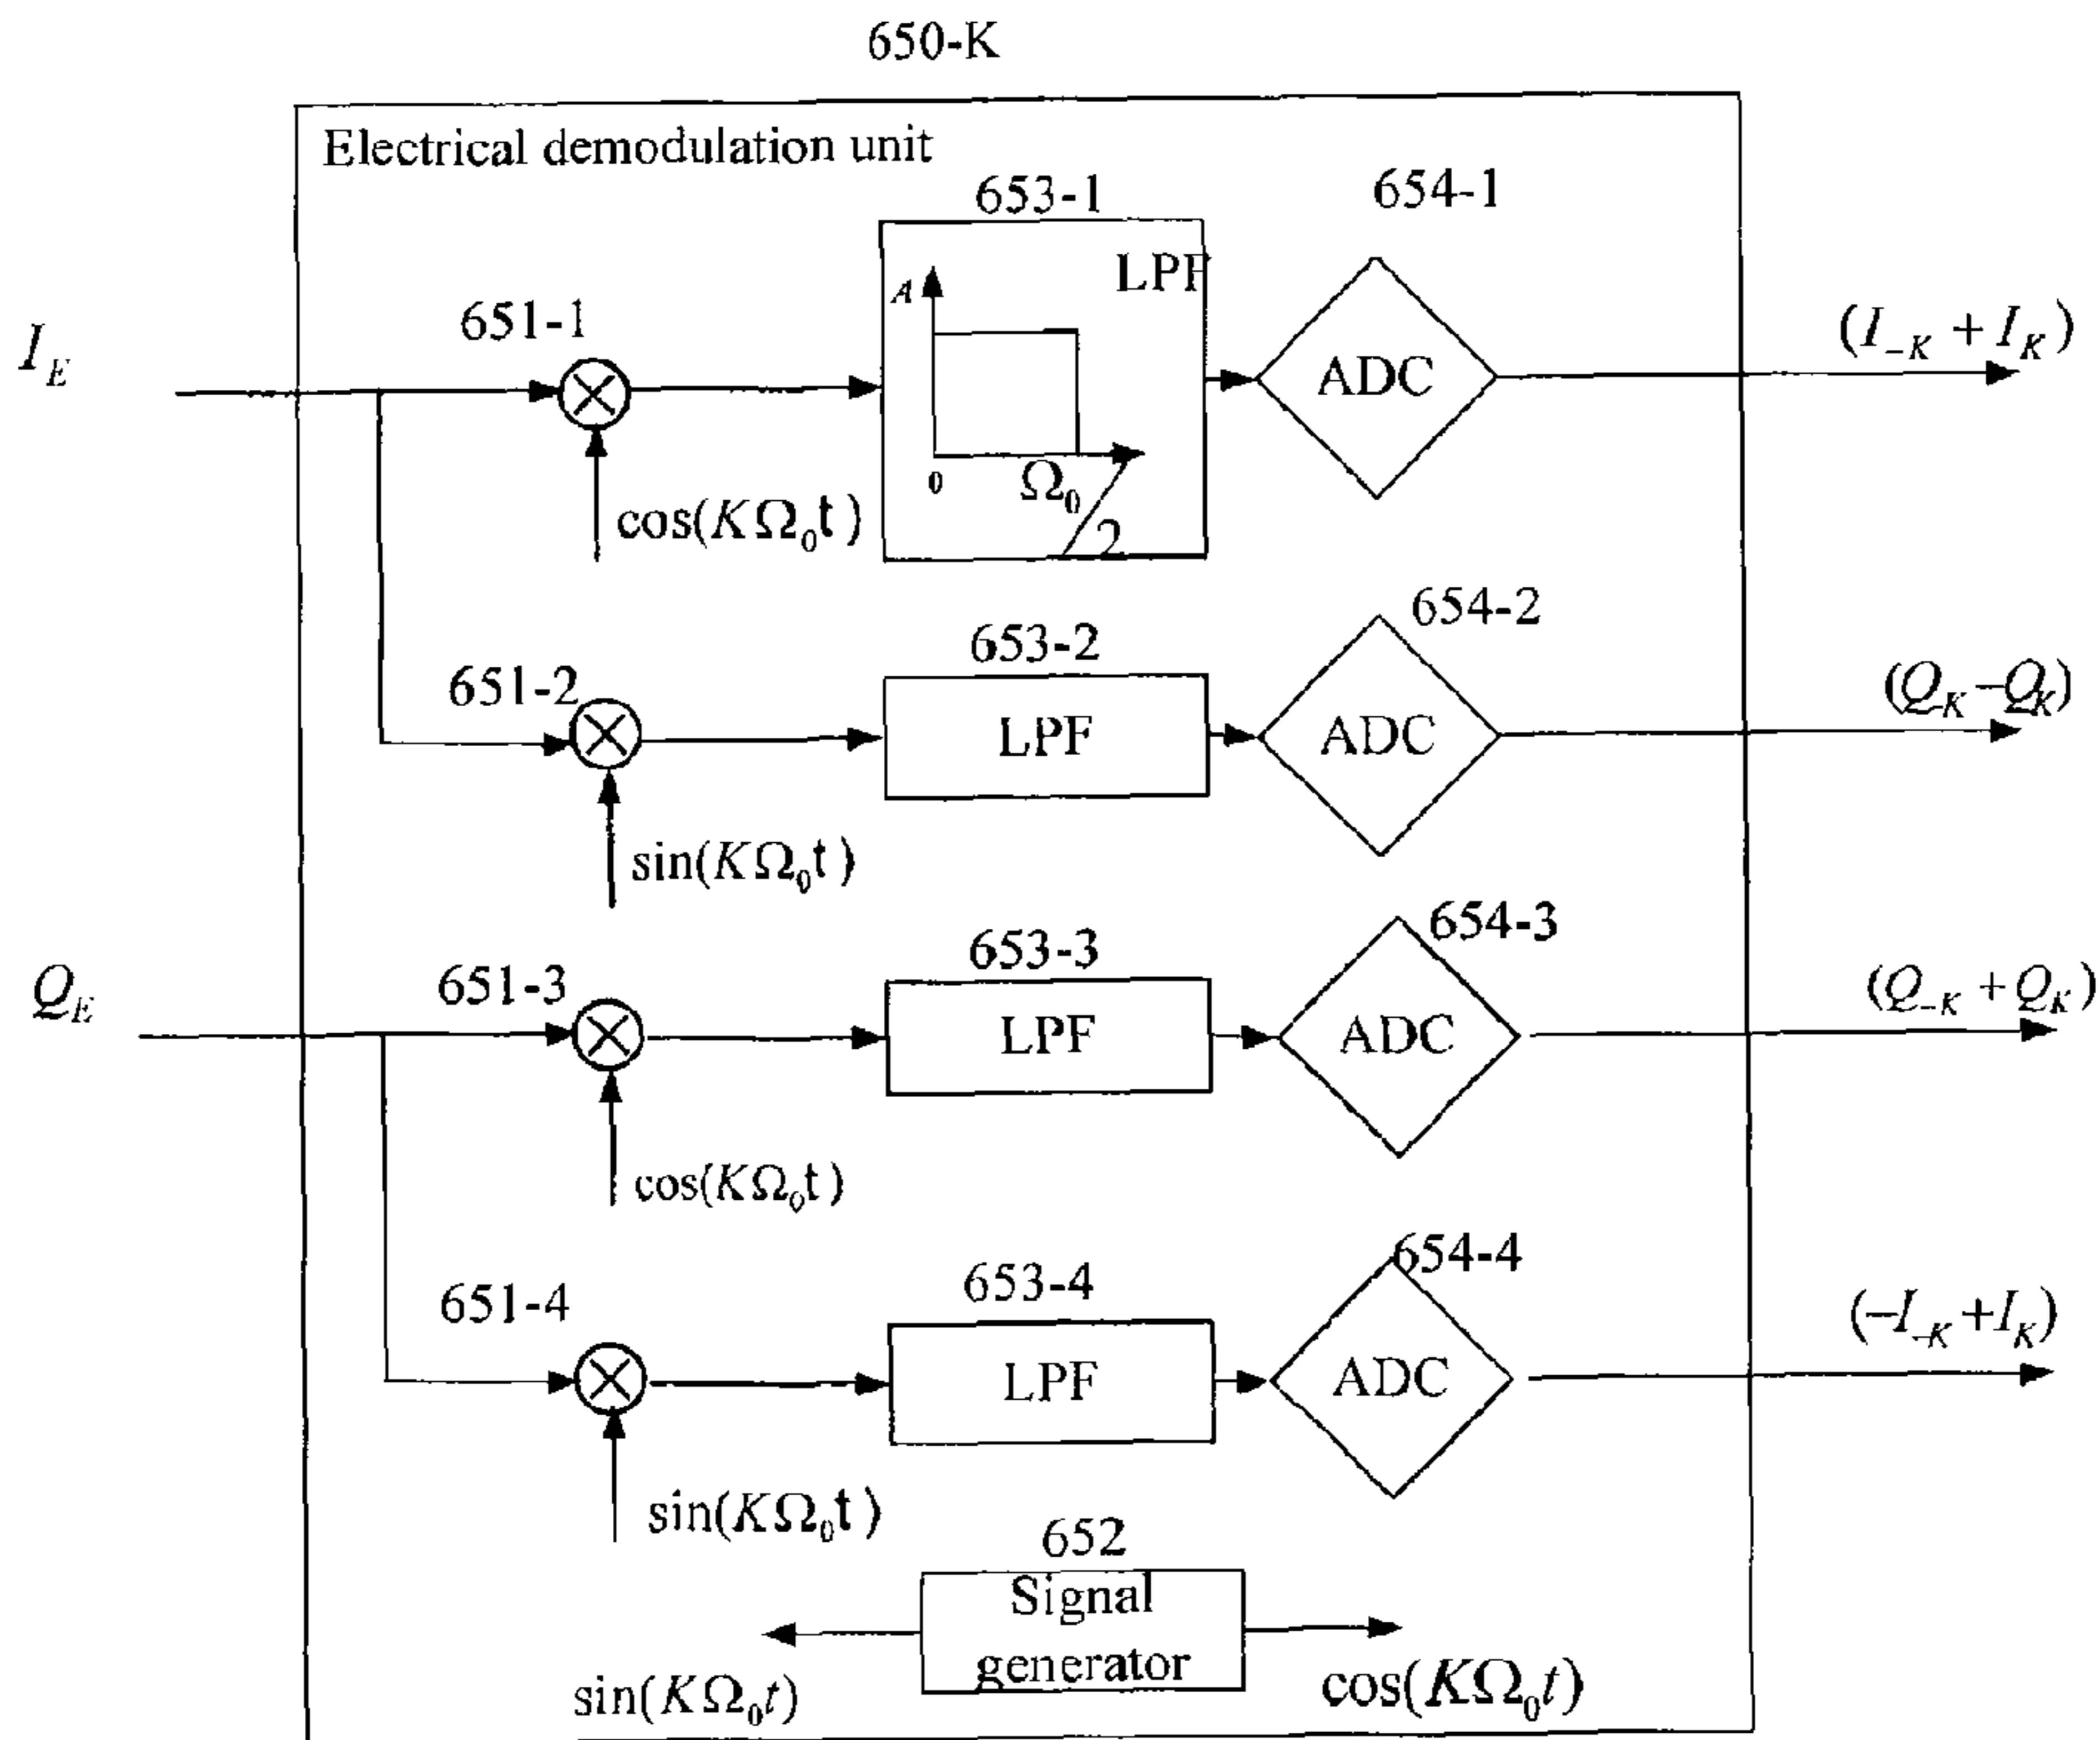 650-K
Electrical demodulation unit
653-1
654-1
LPF
A
651-1
I_E
ADC
(I_{-K} + I_K)
0
Ω_0/2
cos(KΩ_0t)
654-2
653-2
651-2
LPF
ADC
(Q_{-K} - Q_K)
sin(KΩ_0t)
654-3
653-3
651-3
Q_E
LPF
ADC
(Q_{-K} + Q_K)
cos(KΩ_0t)
654-4
653-4
651-4
LPF
ADC
(-I_{-K} + I_K)
sin(KΩ_0t)
652
Signal
generator
sin(KΩ_0t)
cos(KΩ_0t)